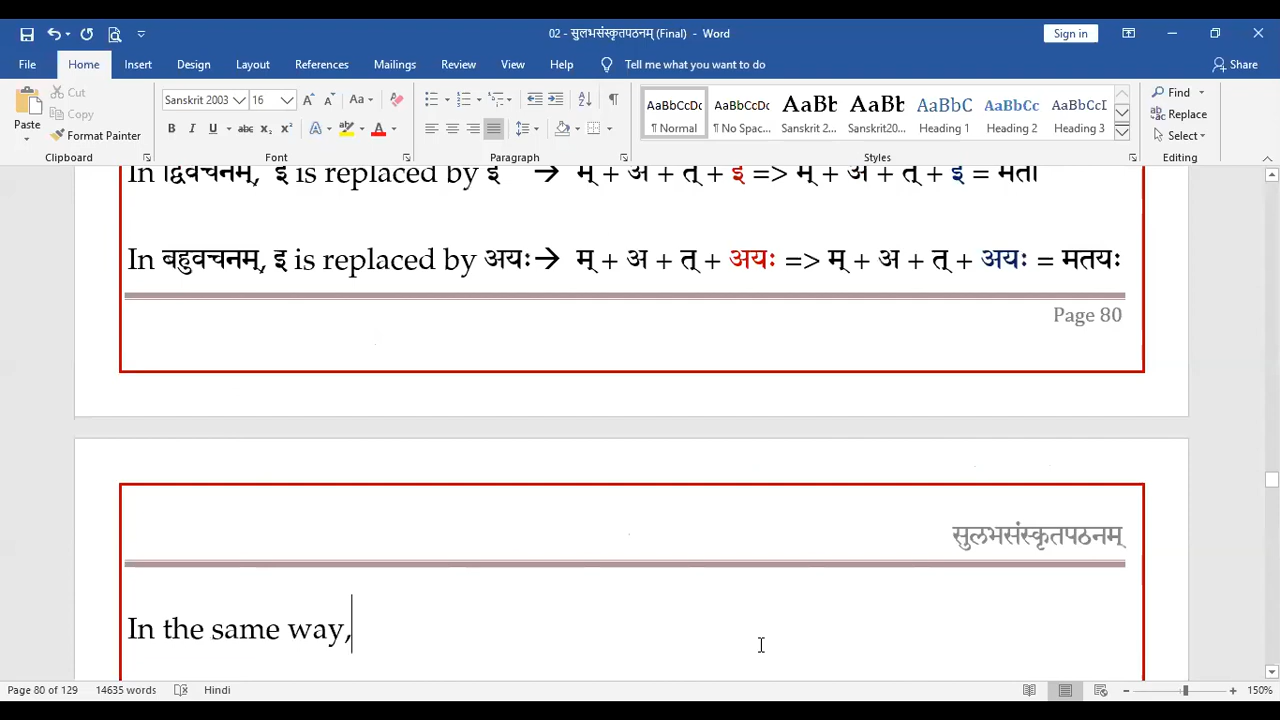 02 - सुलभसंस्कृतपठनम् (Final) - Word
Sign in
File Home Insert Design Layout References Mailings Review View Help Tell me what you want to do Share
Paste Cut Copy Format Painter
Sanskrit 2003 16
AaBbCcDc ¶ Normal
AaBbCcDc ¶ No Spac...
AaBb Sanskrit 2...
AaBb Sanskrit20...
AaBbC Heading 1
AaBbCc Heading 2
AaBbCcD Heading 3
Find
Replace
Select
Clipboard Font Paragraph Styles Editing
In द्विवचनम्, इ is replaced by → म् + अ + त् + => म् + अ + त् + =
In बहुवचनम्, इ is replaced by अयः→ म् + अ + त् + अयः => म् + अ + त् + अयः = मतयः
Page 80
सुलभसंस्कृतपठनम्
In the same way,
Page 80 of 129 14635 words Hindi 150%